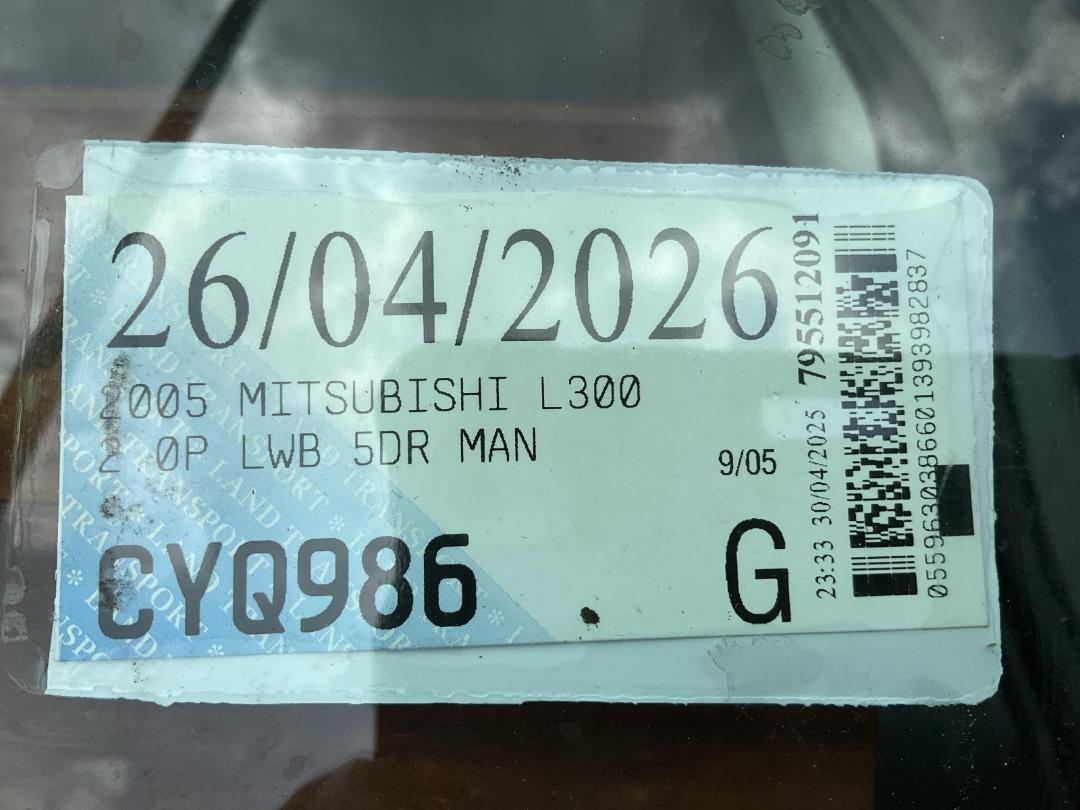 26/04/2026
2005 MITSUBISHI L300
2.0P LWB 5DR MAN
9/05
CYQ986
G
795512091
23:33 30/04/2025
0559630386601393982837